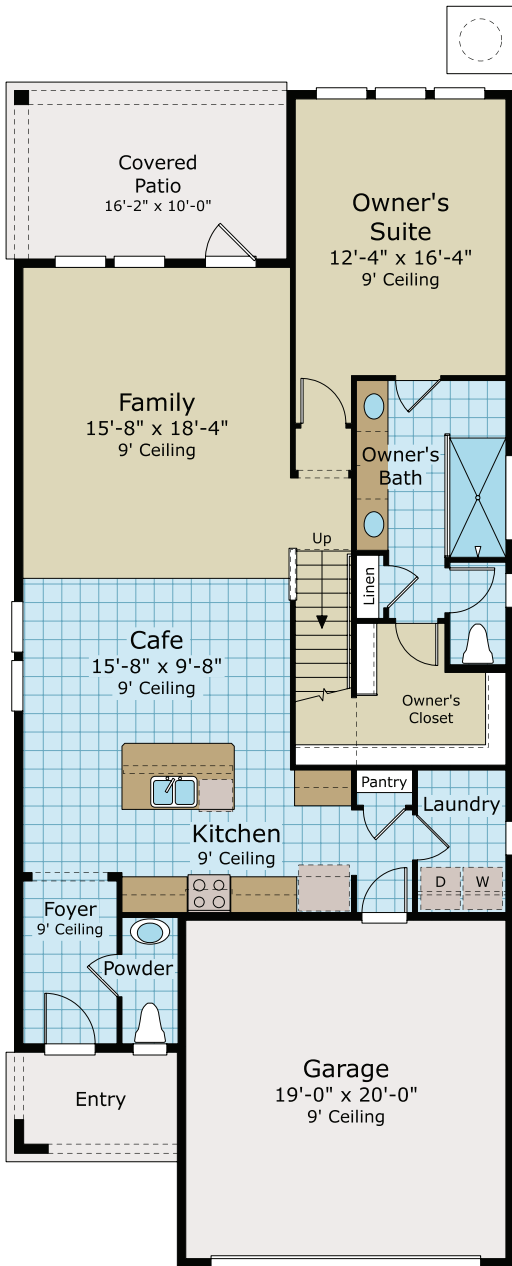 Covered
Patio
16'-2" x 10'-0"
Owner's
Suite
12'-4" x 16'-4"
9' Ceiling
Family
15'-8" x 18'-4"
9' Ceiling
Owner's
Bath
Up
Linen
Cafe
15'-8" x 9'-8"
9' Ceiling
Owner's
Closet
Pantry
Laundry
Kitchen
9' Ceiling
D W
Foyer
9' Ceiling
Powder
Garage
19'-0" x 20'-0"
9' Ceiling
Entry